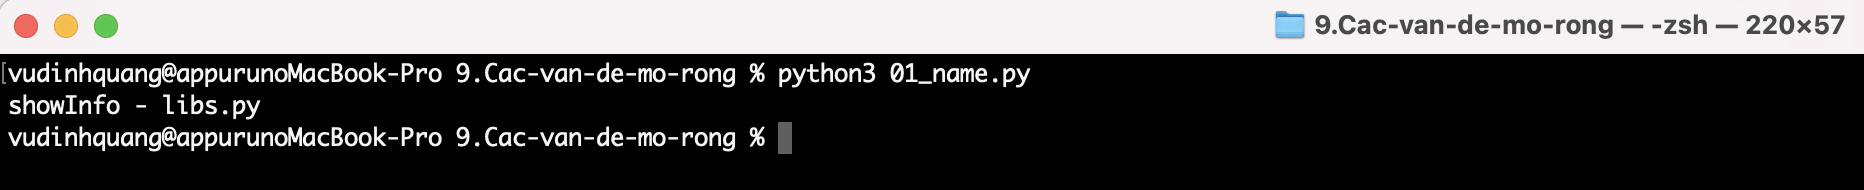 9.Cac-van-de-mo-rong — -zsh — 220×57
[vudinhquang@appurunoMacBook-Pro 9.Cac-van-de-mo-rong % python3 01_name.py
showInfo - libs.py
vudinhquang@appurunoMacBook-Pro 9.Cac-van-de-mo-rong %